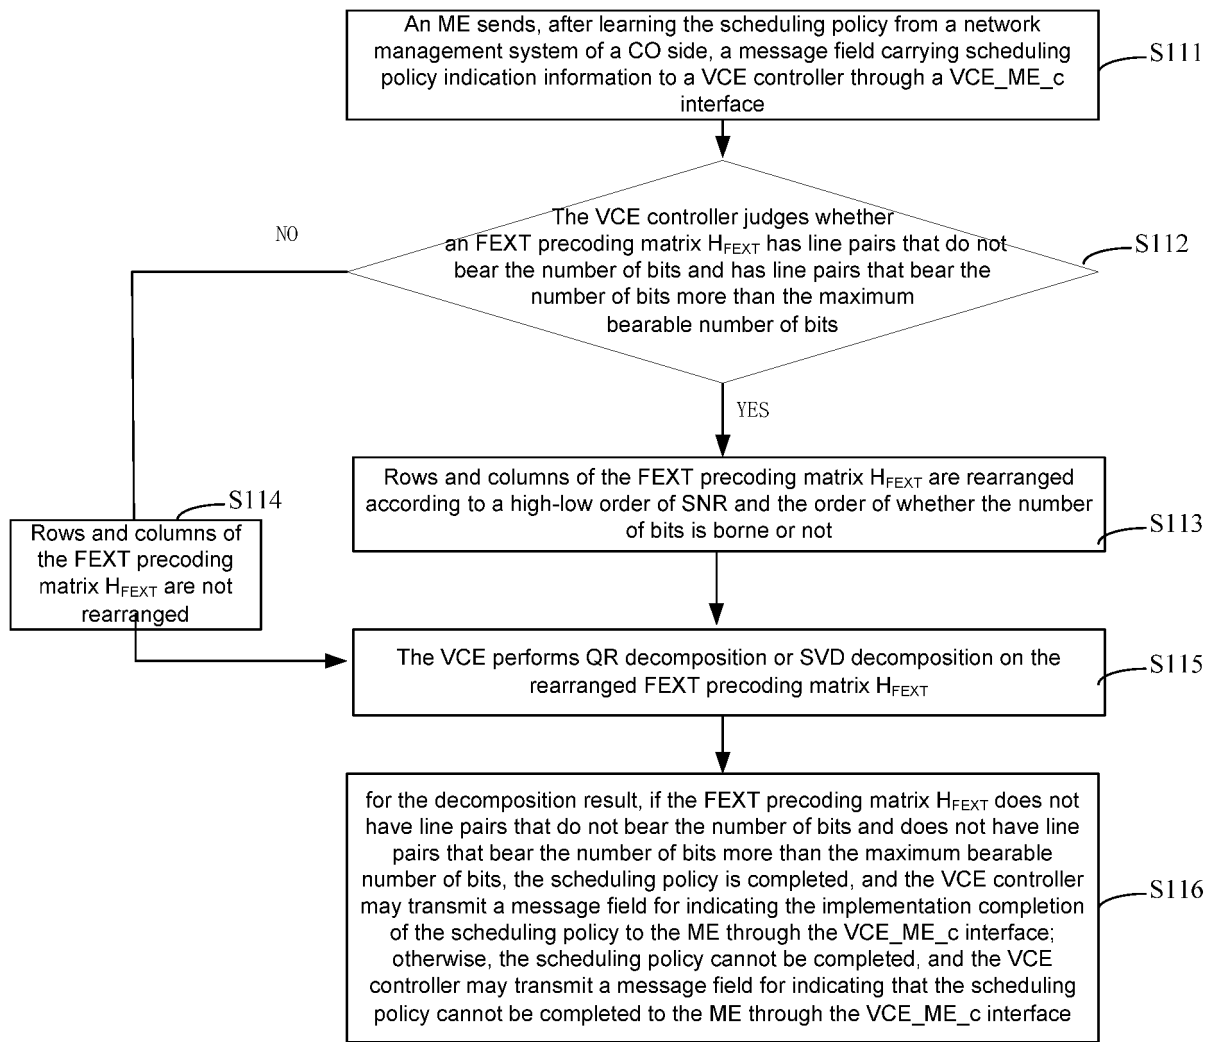 An ME sends, after learning the scheduling policy from a network
management system of a CO side, a message field carrying scheduling
policy indication information to a VCE controller through a VCE_ME_c
interface
S111
The VCE controller judges whether
an FEXT precoding matrix HFEXT has line pairs that do not
bear the number of bits and has line pairs that bear the
number of bits more than the maximum
bearable number of bits
S112
NO
YES
Rows and columns of the FEXT precoding matrix HFEXT are rearranged
according to a high-low order of SNR and the order of whether the number
of bits is borne or not
S113
S114
Rows and columns of
the FEXT precoding
matrix HFEXT are not
rearranged
The VCE performs QR decomposition or SVD decomposition on the
rearranged FEXT precoding matrix HFEXT
S115
for the decomposition result, if the FEXT precoding matrix HFEXT does not
have line pairs that do not bear the number of bits and does not have line
pairs that bear the number of bits more than the maximum bearable
number of bits, the scheduling policy is completed, and the VCE controller
may transmit a message field for indicating the implementation completion
of the scheduling policy to the ME through the VCE_ME_c interface;
otherwise, the scheduling policy cannot be completed, and the VCE
controller may transmit a message field for indicating that the scheduling
policy cannot be completed to the ME through the VCE_ME_c interface
S116